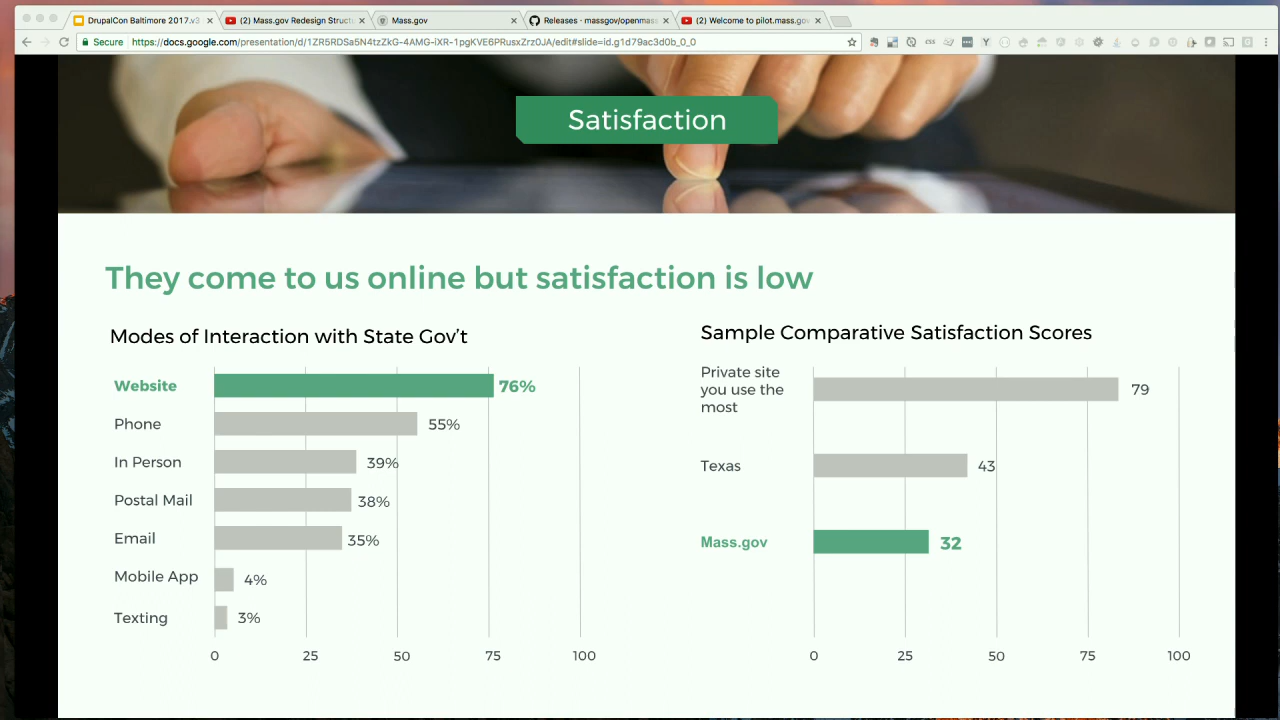 DrupalCon Baltimore 2017.v3
(2) Mass.gov Redesign Struct
Mass.gov
Releases · massgov/openmass
(2) Welcome to pilot.mass.gov
Secure
https://docs.google.com/presentation/d/1ZR5RDSa5N4tzZkG-4AMG-iXR-1pgKVE6PRusxZrz0JA/edit#slide=id.g1d79ac3d0b_0_0
Satisfaction
They come to us online but satisfaction is low
Modes of Interaction with State Gov't
Website 76%
Phone 55%
In Person 39%
Postal Mail 38%
Email 35%
Mobile App 4%
Texting 3%
0 25 50 75 100
Sample Comparative Satisfaction Scores
Private site
you use the
most
79
Texas 43
Mass.gov 32
0 25 50 75 100